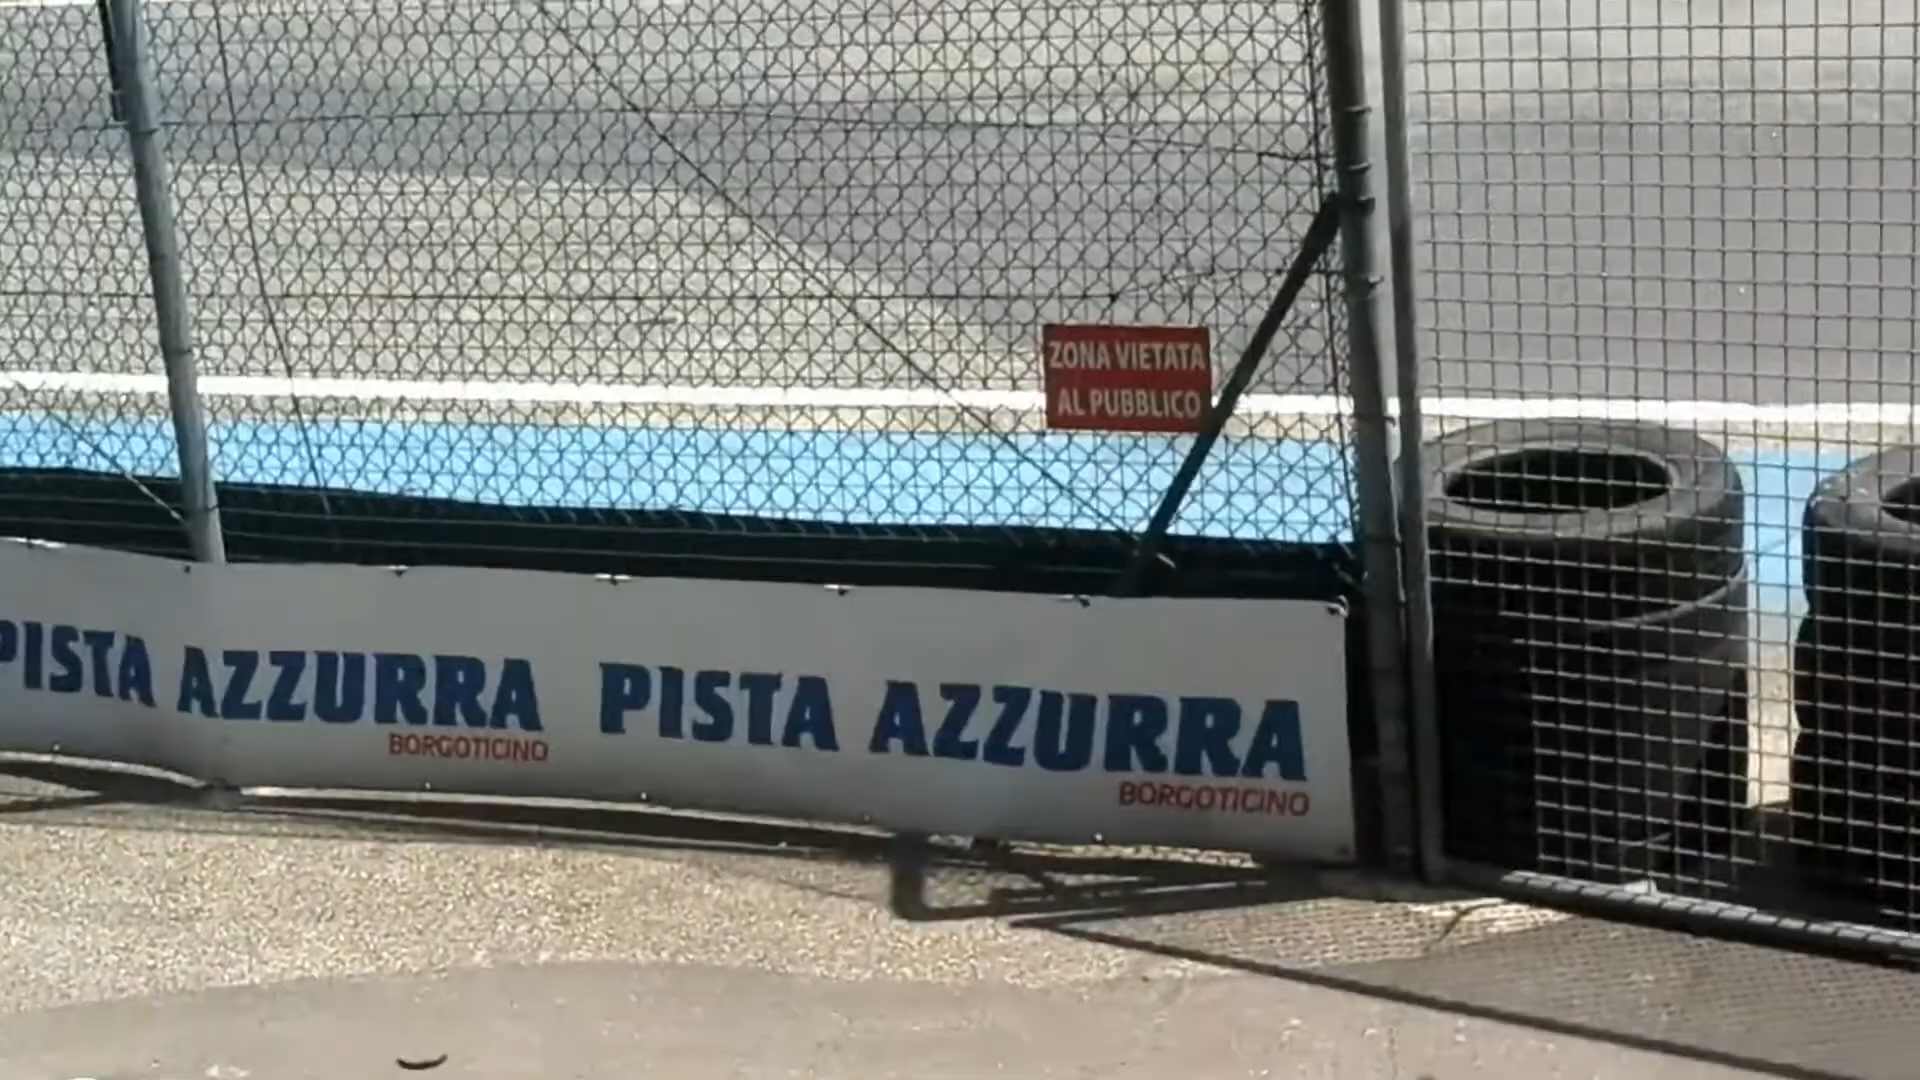 ZONA VIETATA
AL PUBBLICO
PISTA AZZURRA PISTA AZZURRA
BORGOTICINO
BORGOTICINO